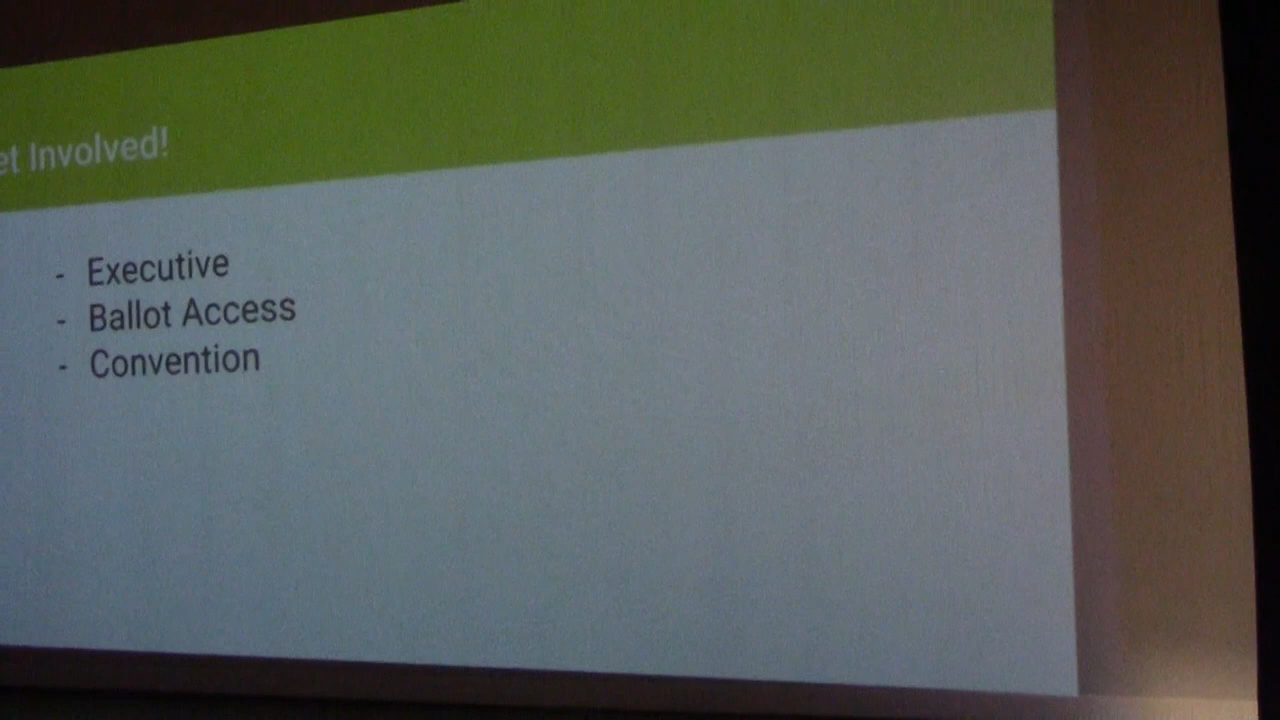 et Involved!
- Executive
- Ballot Access
- Convention